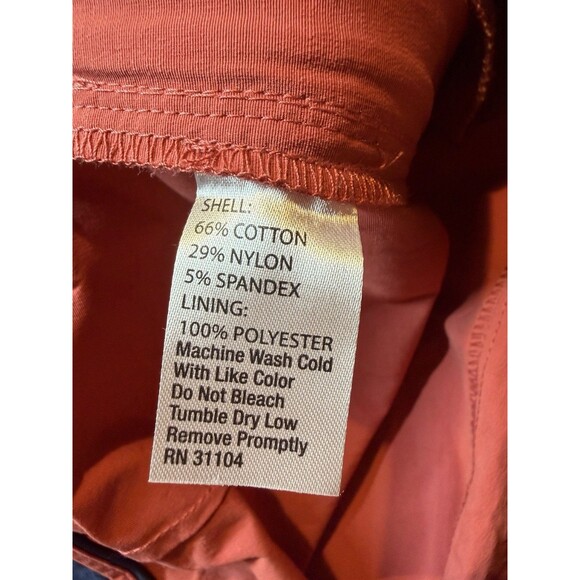 SHELL:
66% COTTON
29% NYLON
5% SPANDEX
LINING:
100% POLYESTER
Machine Wash Cold
With Like Color
Do Not Bleach
Tumble Dry Low
Remove Promptly
RN 31104